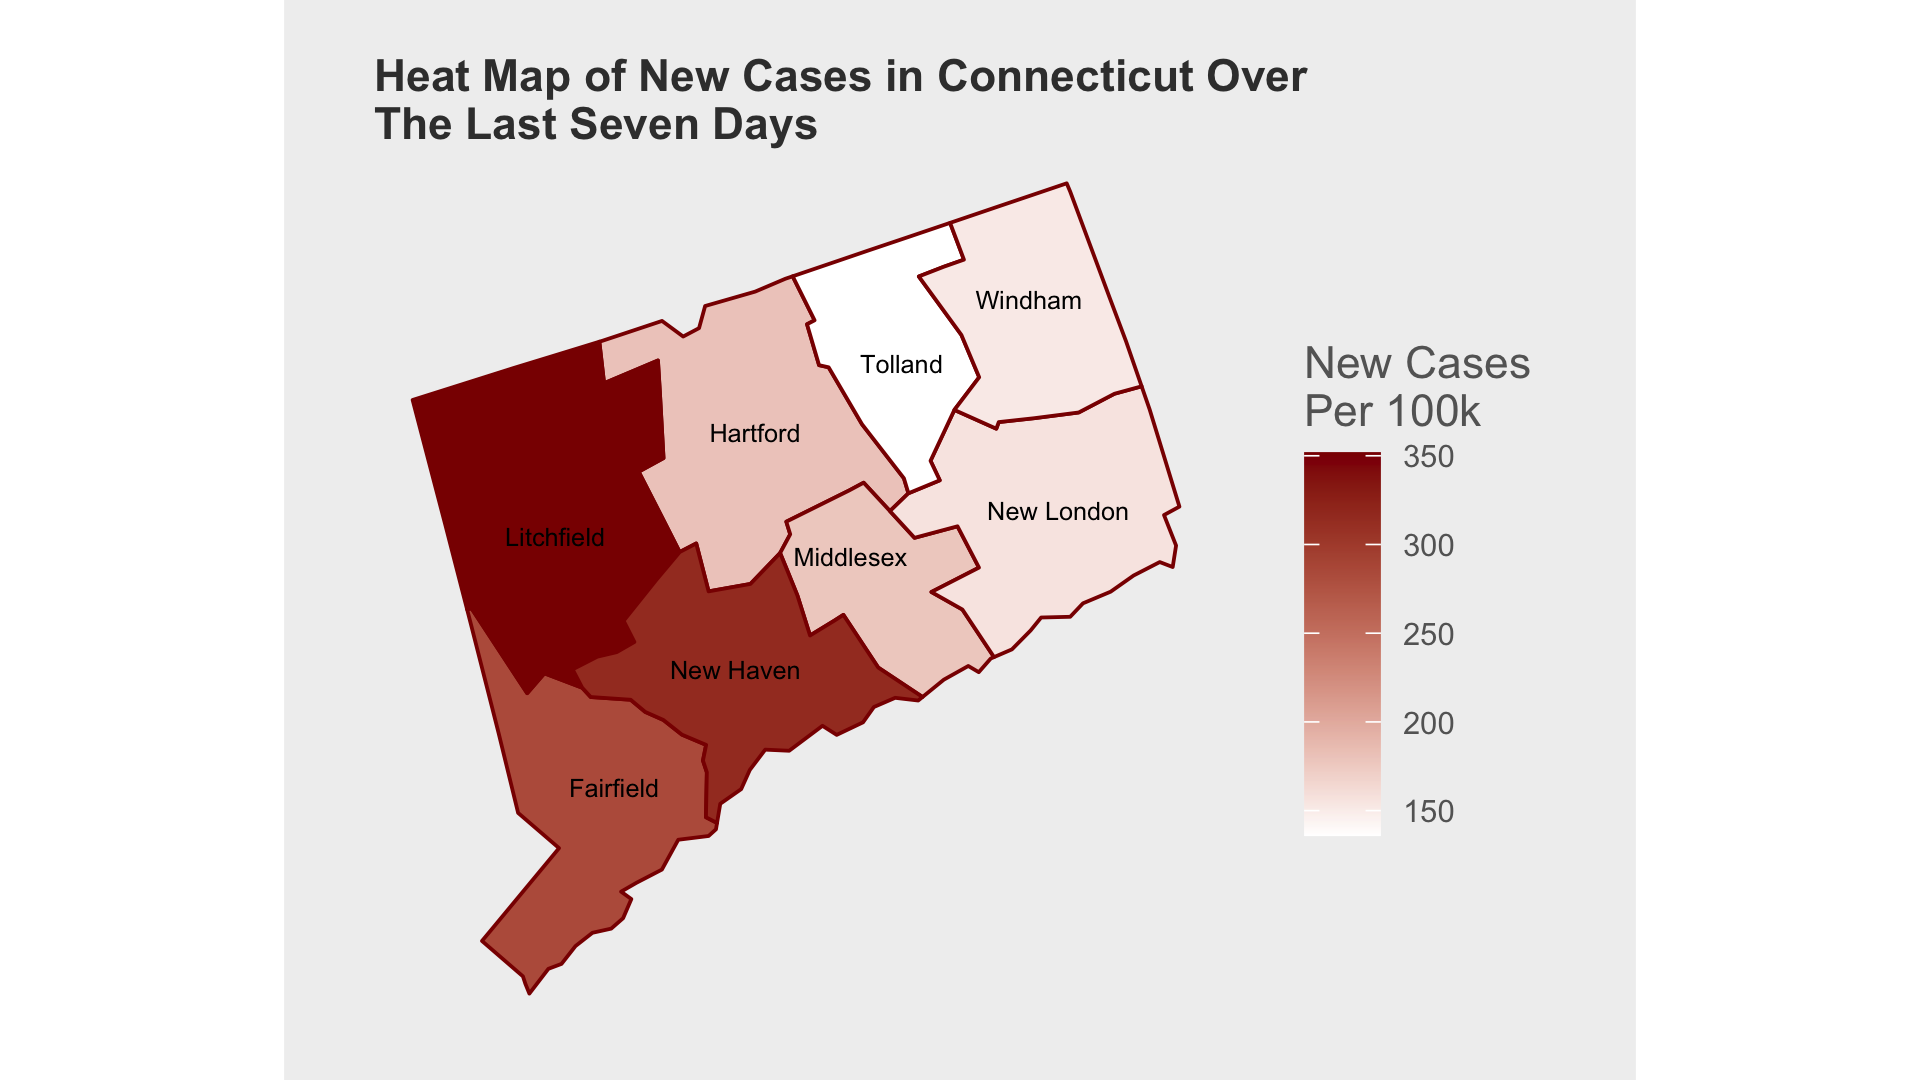 Heat Map of New Cases in Connecticut Over
The Last Seven Days
Windham
Tolland
Hartford
New London
Litchfield
Middlesex
New Haven
Fairfield
New Cases
Per 100k
350
300
250
200
150